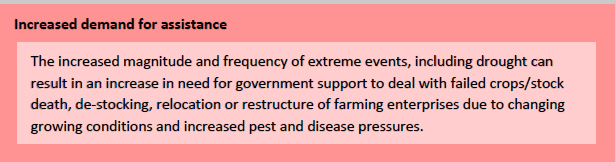 Increased demand for assistance
The increased magnitude and frequency of extreme events, including drought can
result in an increase in need for government support to deal with failed crops/stock
death, de-stocking, relocation or restructure of farming enterprises due to changing
growing conditions and increased pest and disease pressures.